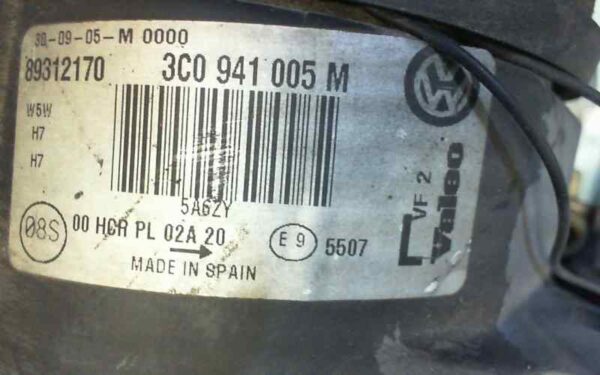 30-09-05-M 0000
89312170 3C0 941 005 M
W5W
H7
H7
5A6ZY
08S 00 HCR PL 02A 20 E 9 5507
MADE IN SPAIN
VF 2
Valeo